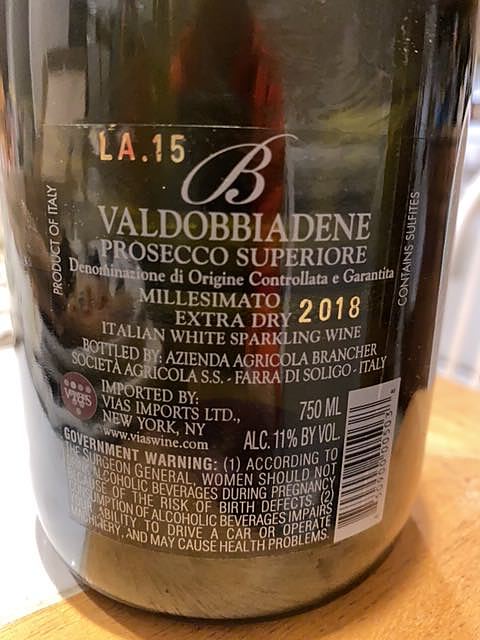 LA.15
B
VALDOBBIADENE
PROSECCO SUPERIORE
Denominazione di Origine Controllata e Garantita
MILLESIMATO
EXTRA DRY 2018
ITALIAN WHITE SPARKLING WINE
BOTTLED BY: AZIENDA AGRICOLA BRANCHER
SOCIETÀ AGRICOLA S.S. - FARRA DI SOLIGO - ITALY
PRODUCT OF ITALY
CONTAINS SULFITES
VIAS
IMPORTED BY:
VIAS IMPORTS LTD.,
NEW YORK, NY
www.viaswine.com
750 ML
ALC. 11% BY VOL.
GOVERNMENT WARNING: (1) ACCORDING TO
THE SURGEON GENERAL, WOMEN SHOULD NOT
ALCOHOLIC BEVERAGES DURING PREGNANCY
BECAUSE OF THE RISK OF BIRTH DEFECTS. (2)
CONSUMPTION OF ALCOHOLIC BEVERAGES IMPAIRS
YOUR ABILITY TO DRIVE A CAR OR OPERATE
MACHINERY, AND MAY CAUSE HEALTH PROBLEMS.